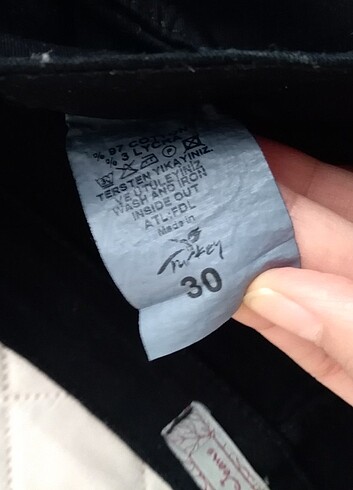 % 97 COTTON
% 3 LYCRA
TERSTEN YIKAYINIZ.
VE ÜTÜLEYİNİZ
WASH AND IRON
INSIDE OUT
ATL:FDL
Made in
Turkey
30